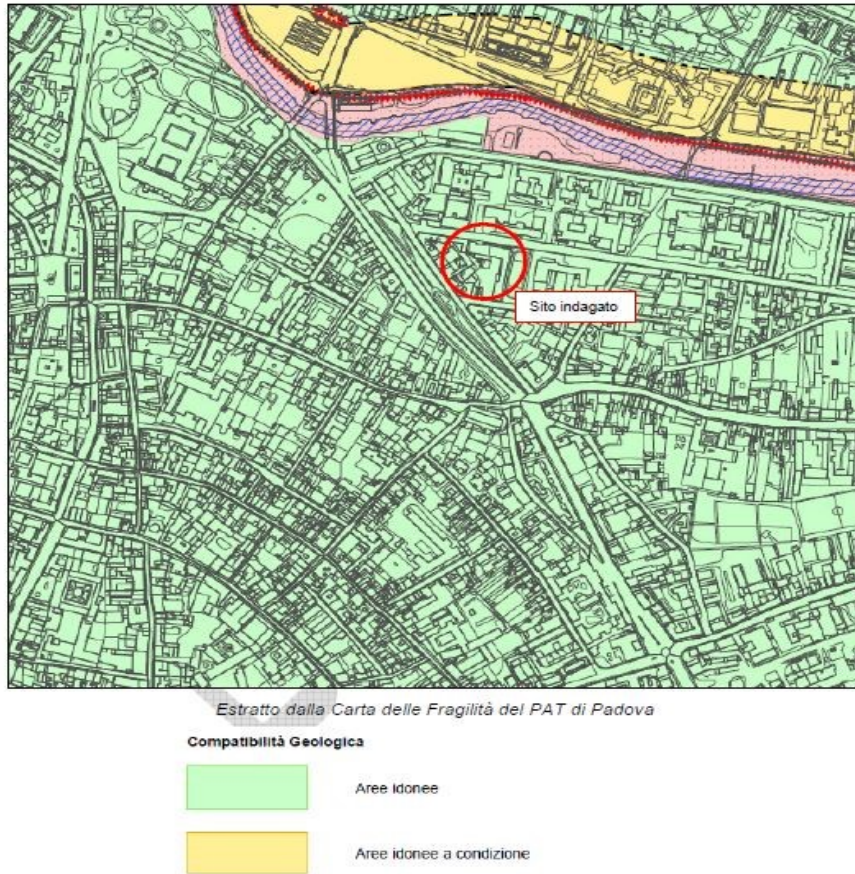 Sito indagato
Estratto dalla Carta delle Fragilità del PAT di Padova
Compatibilità Geologica
Aree idonee
Aree idonee a condizione